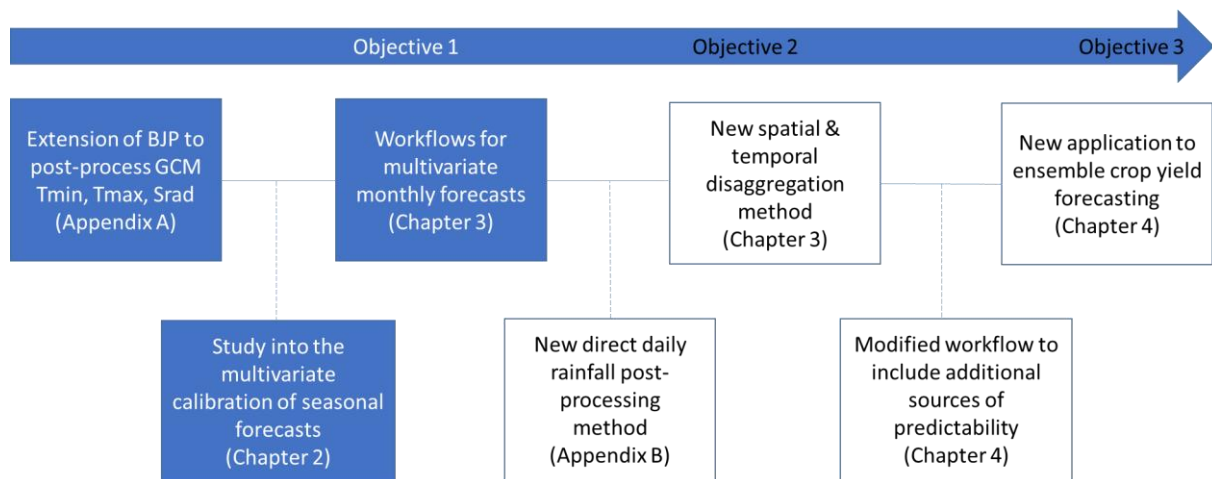 Objective 1
Objective 2
Objective 3
Extension of BJP to
post-process GCM
Tmin, Tmax, Srad
(Appendix A)
Workflows for
multivariate
monthly forecasts
(Chapter 3)
New spatial &
temporal
disaggregation
method
(Chapter 3)
New application to
ensemble crop yield
forecasting
(Chapter 4)
Study into the
multivariate
calibration of seasonal
forecasts
(Chapter 2)
New direct daily
rainfall post-
processing
method
(Appendix B)
Modified workflow to
include additional
sources of
predictability
(Chapter 4)